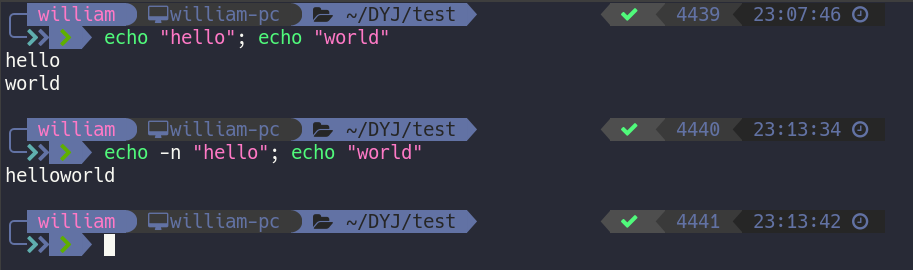 william william-pc ~/DYJ/test 4439 23:07:46
echo "hello"; echo "world"
hello
world
william william-pc ~/DYJ/test 4440 23:13:34
echo -n "hello"; echo "world"
helloworld
william william-pc ~/DYJ/test 4441 23:13:42